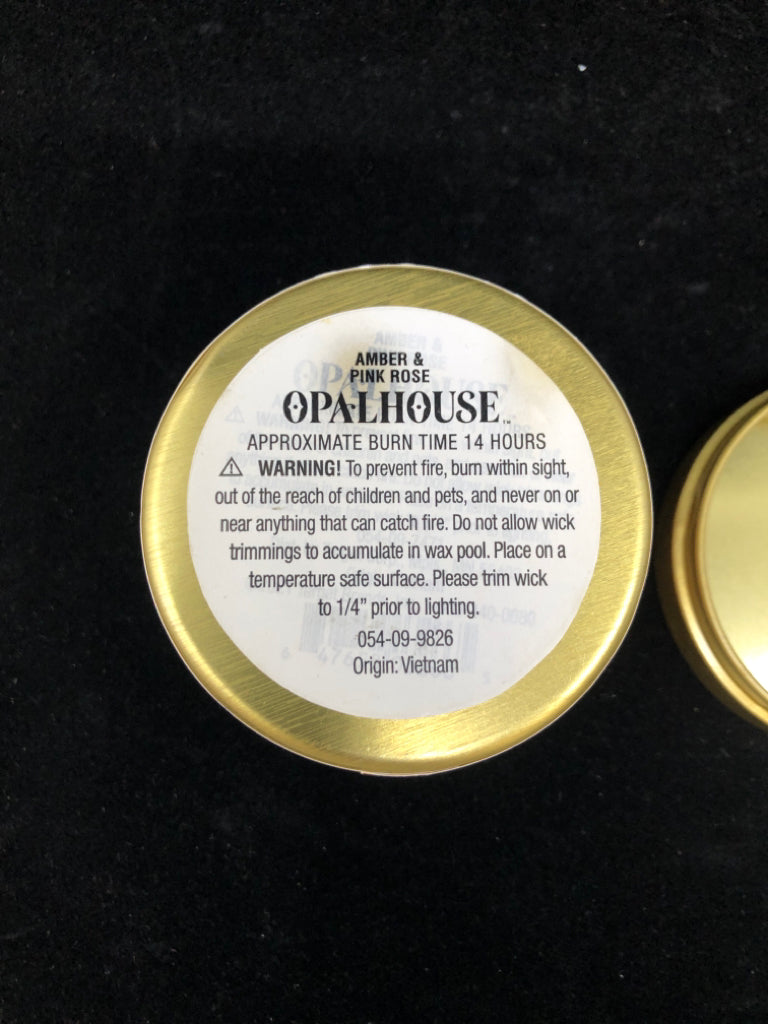 AMBER &
PINK ROSE
OPALHOUSE™
APPROXIMATE BURN TIME 14 HOURS
⚠ WARNING! To prevent fire, burn within sight,
out of the reach of children and pets, and never on or
near anything that can catch fire. Do not allow wick
trimmings to accumulate in wax pool. Place on a
temperature safe surface. Please trim wick
to 1/4” prior to lighting.
054-09-9826
Origin: Vietnam